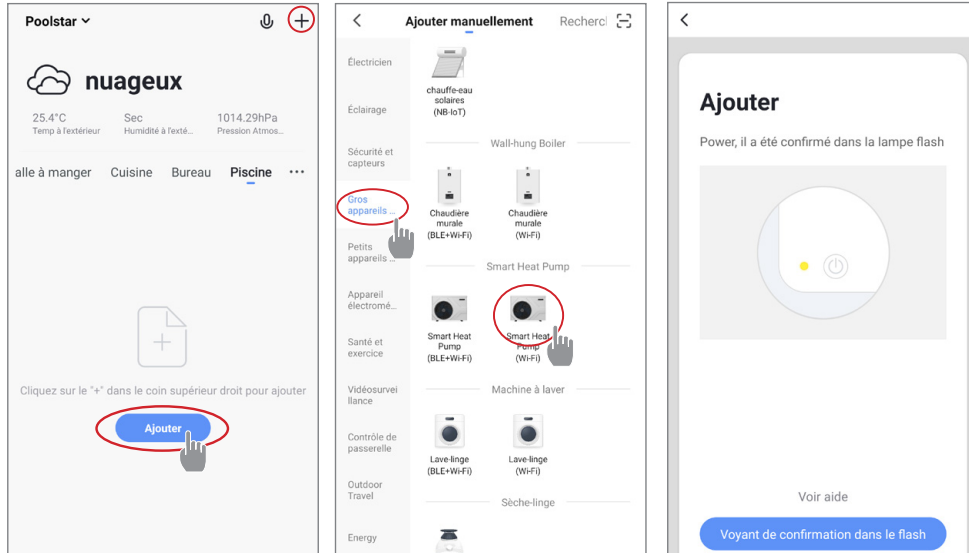 Poolstar
nuageux
25.4°C
Temp à l'extérieur
Sec
Humidité à l'exté...
1014.29hPa
Pression Atmos...
alle à manger
Cuisine
Bureau
Piscine
Cliquez sur le "+" dans le coin supérieur droit pour ajouter
Ajouter
Ajouter manuellement
Recherc
Électricien
Éclairage
Sécurité et
capteurs
Gros
appareils ...
Petits
appareils ...
Appareil
électromé...
Santé et
exercice
Vidéosurvei
llance
Contrôle de
passerelle
Outdoor
Travel
Energy
chauffe-eau
solaires
(NB-IoT)
Wall-hung Boiler
Chaudière
murale
(BLE+Wi-Fi)
Chaudière
murale
(Wi-Fi)
Smart Heat Pump
Smart Heat
Pump
(BLE+Wi-Fi)
Smart Heat
Pump
(Wi-Fi)
Machine à laver
Lave-linge
(BLE+Wi-Fi)
Lave-linge
(Wi-Fi)
Sèche-linge
Ajouter
Power, il a été confirmé dans la lampe flash
Voir aide
Voyant de confirmation dans le flash